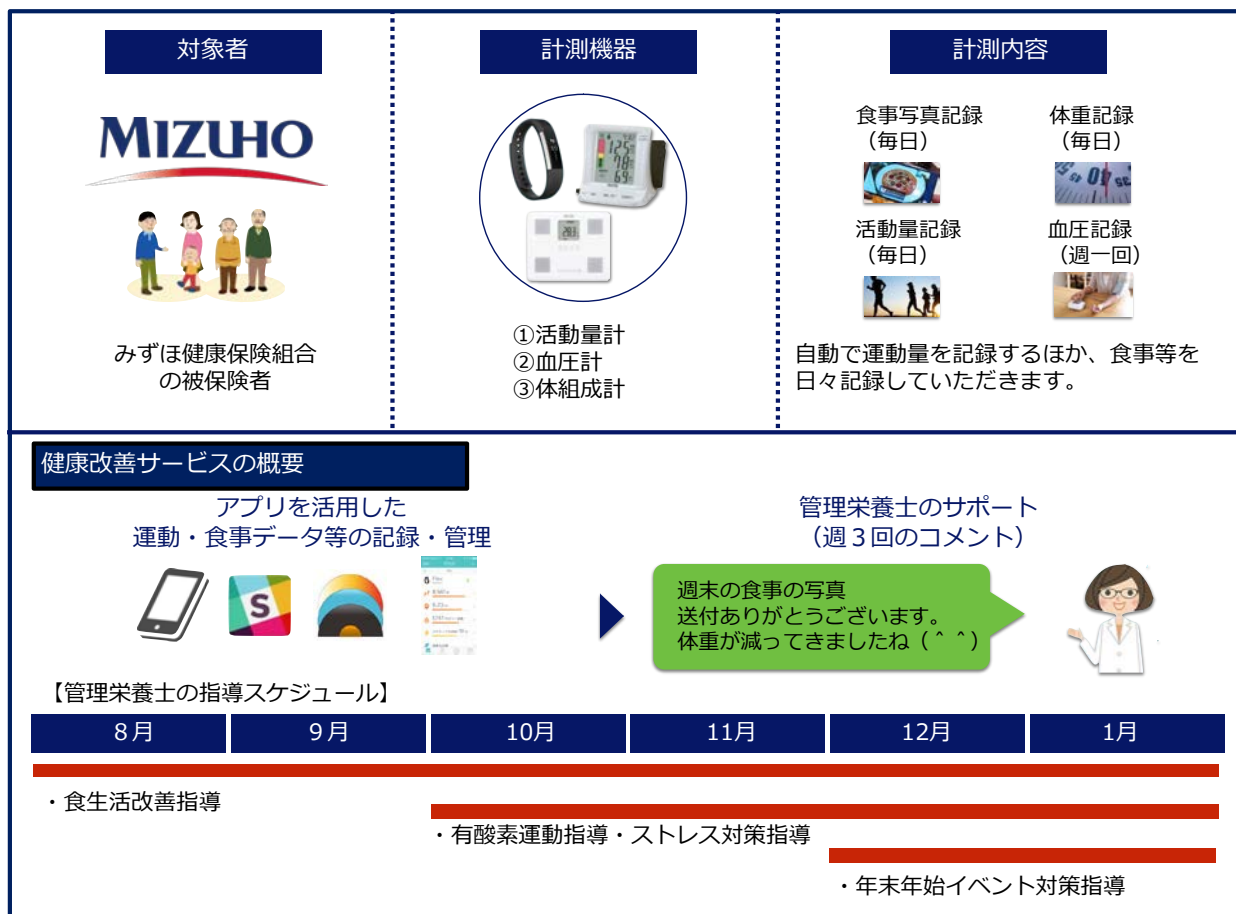 対象者
MIZUHO
みずほ健康保険組合
の被保険者
計測機器
①活動量計
②血圧計
③体組成計
計測内容
食事写真記録
（毎日）
体重記録
（毎日）
活動量記録
（毎日）
血圧記録
（週一回）
自動で運動量を記録するほか、食事等を
日々記録していただきます。
健康改善サービスの概要
アプリを活用した
運動・食事データ等の記録・管理
S
管理栄養士のサポート
（週３回のコメント）
週末の食事の写真
送付ありがとうございます。
体重が減ってきましたね（＾ ＾）
【管理栄養士の指導スケジュール】
８月
９月
10月
11月
12月
1月
・食生活改善指導
・有酸素運動指導・ストレス対策指導
・年末年始イベント対策指導